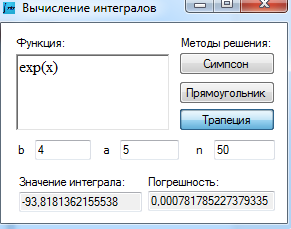 Вычисление интегралов
Функция:
Методы решения:
exp(x)
Симпсон
Прямоугольник
Трапеция
b 4 a 5 n 50
Значение интеграла: Погрешность:
-93,8181362155538 0,000781785227379335